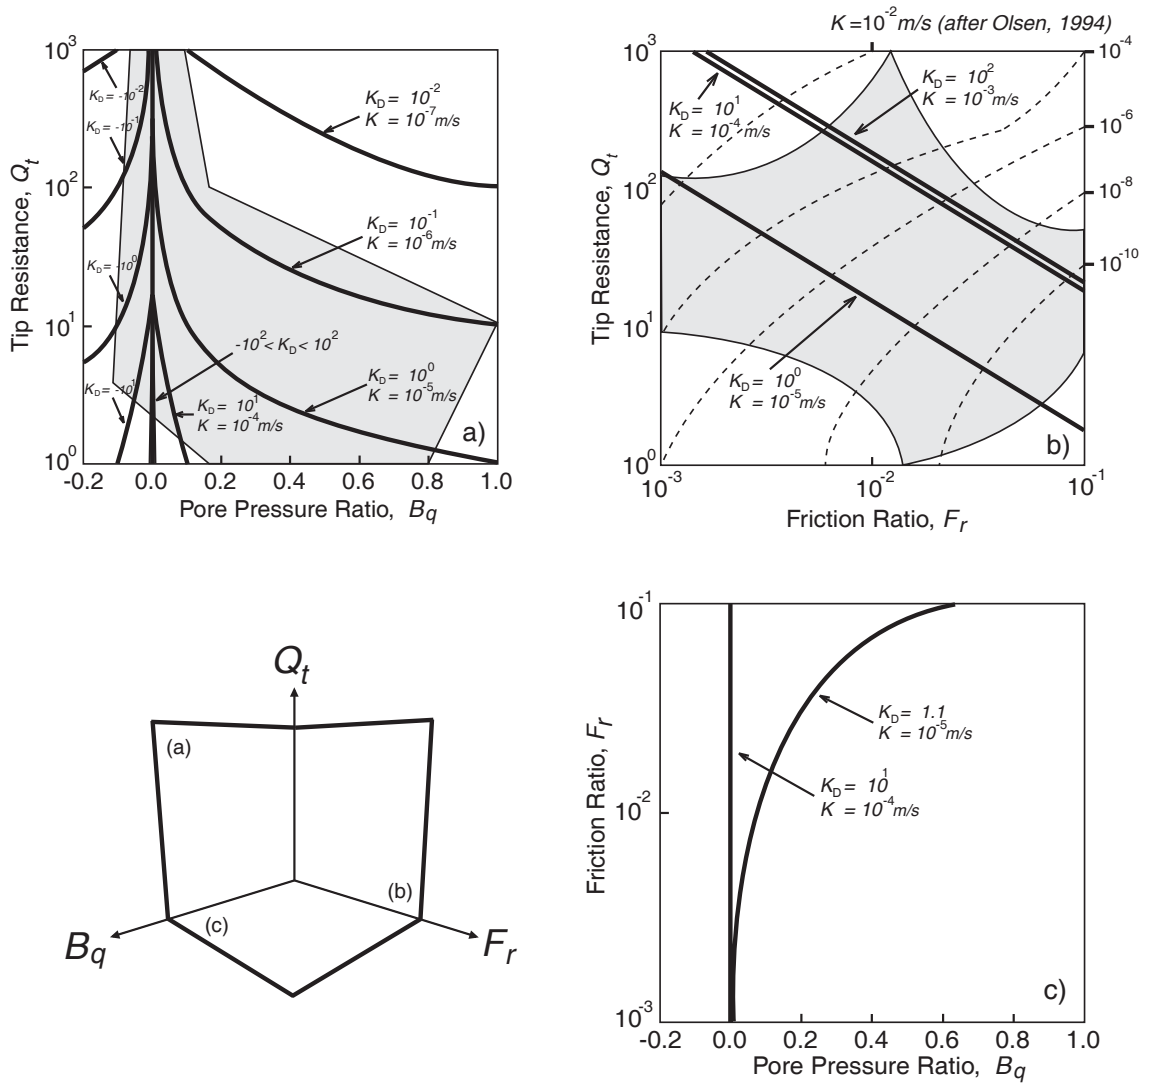 K = 10^-2 m/s (after Olsen, 1994)
10^3
10^2
10^1
10^0
Tip Resistance, Q_t
K_D = -10^-2
K_D = -10^-1
K_D = -10^0
K_D = -10^1
K_D = 10^-2
K = 10^-7 m/s
K_D = 10^-1
K = 10^-6 m/s
-10^2 < K_D < 10^2
K_D = 10^0
K = 10^-5 m/s
K_D = 10^1
K = 10^-4 m/s
a)
-0.2 0.0 0.2 0.4 0.6 0.8 1.0
Pore Pressure Ratio, B_q
10^3
10^2
10^1
10^0
Tip Resistance, Q_t
K_D = 10^2
K = 10^-3 m/s
K_D = 10^1
K = 10^-4 m/s
K_D = 10^0
K = 10^-5 m/s
10^-4
10^-6
10^-8
10^-10
b)
10^-3 10^-2 10^-1
Friction Ratio, F_r
Q_t
(a)
(b)
(c)
B_q
F_r
10^-1
10^-2
10^-3
Friction Ratio, F_r
K_D = 1.1
K = 10^-5 m/s
K_D = 10^1
K = 10^-4 m/s
c)
-0.2 0.0 0.2 0.4 0.6 0.8 1.0
Pore Pressure Ratio, B_q